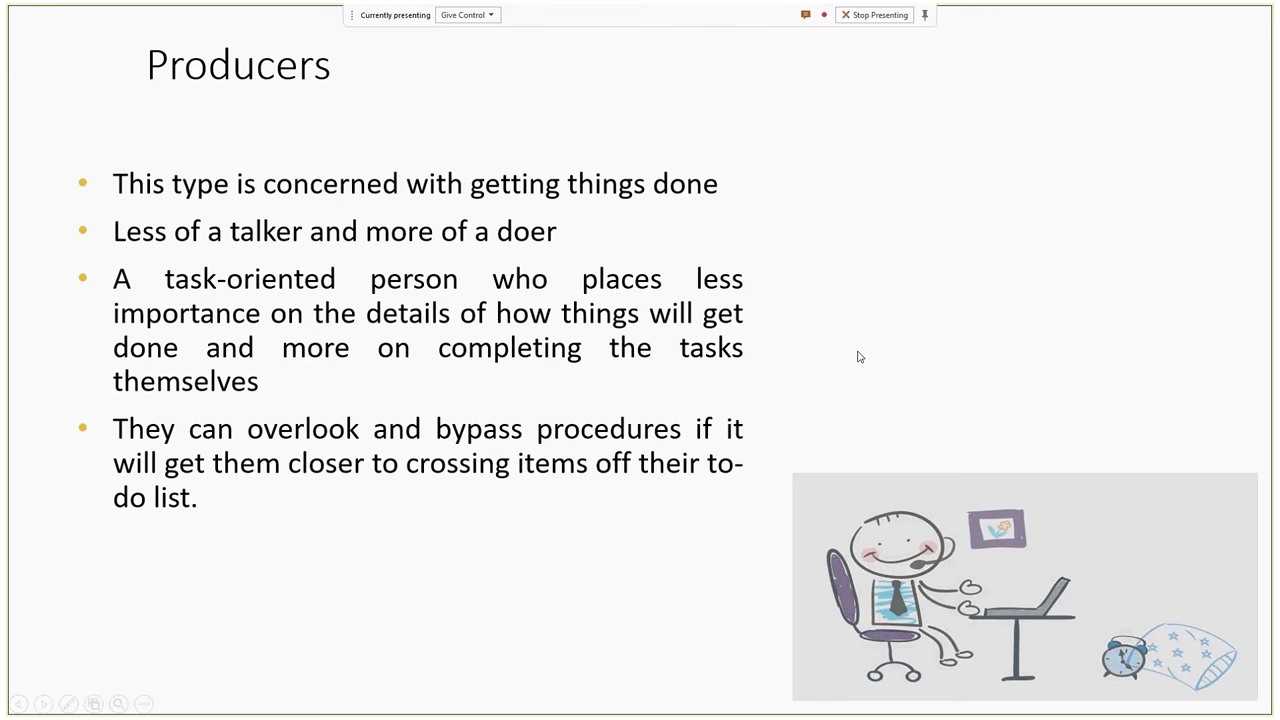 Currently presenting Give Control Stop Presenting
Producers
This type is concerned with getting things done
Less of a talker and more of a doer
A task-oriented person who places less
importance on the details of how things will get
done and more on completing the tasks
themselves
They can overlook and bypass procedures if it
will get them closer to crossing items off their to-
do list.